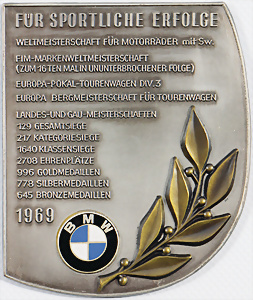 FÜR SPORTLICHE ERFOLGE
WELTMEISTERSCHAFT FÜR MOTORRÄDER mit Sw.
FIM-MARKENWELTMEISTERSCHAFT
(ZUM 16TEN MAL IN UNUNTERBROCHENER FOLGE)
EUROPA-POKAL-TOURENWAGEN DIV.3
EUROPA BERGMEISTERSCHAFT FÜR TOURENWAGEN
LANDES-UND GAU-MEISTERSCHAFTEN
129 GESAMTSIEGE
217 KATEGORIESIEGE
1640 KLASSENSIEGE
2708 EHRENPLÄTZE
996 GOLDMEDAILLEN
778 SILBERMEDAILLEN
645 BRONZEMEDAILLEN
1969
BMW